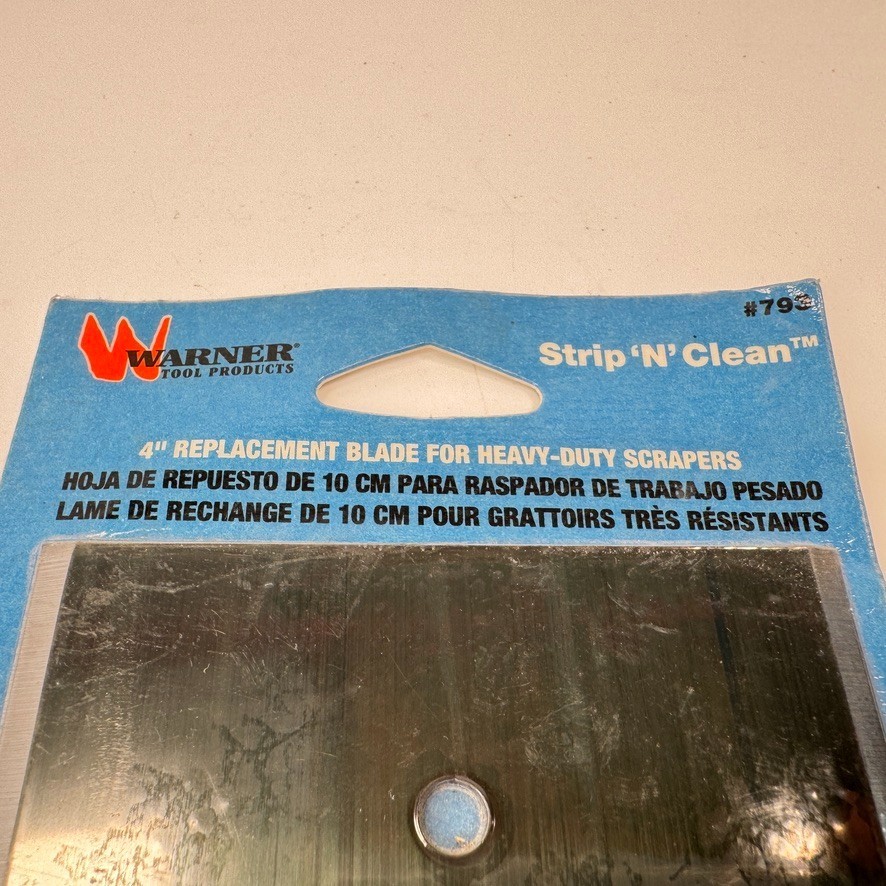 WARNER®
TOOL PRODUCTS
Strip 'N' Clean™
4" REPLACEMENT BLADE FOR HEAVY-DUTY SCRAPERS
HOJA DE REPUESTO DE 10 CM PARA RASPADOR DE TRABAJO PESADO
LAME DE RECHANGE DE 10 CM POUR GRATTOIRS TRÈS RÉSISTANTS